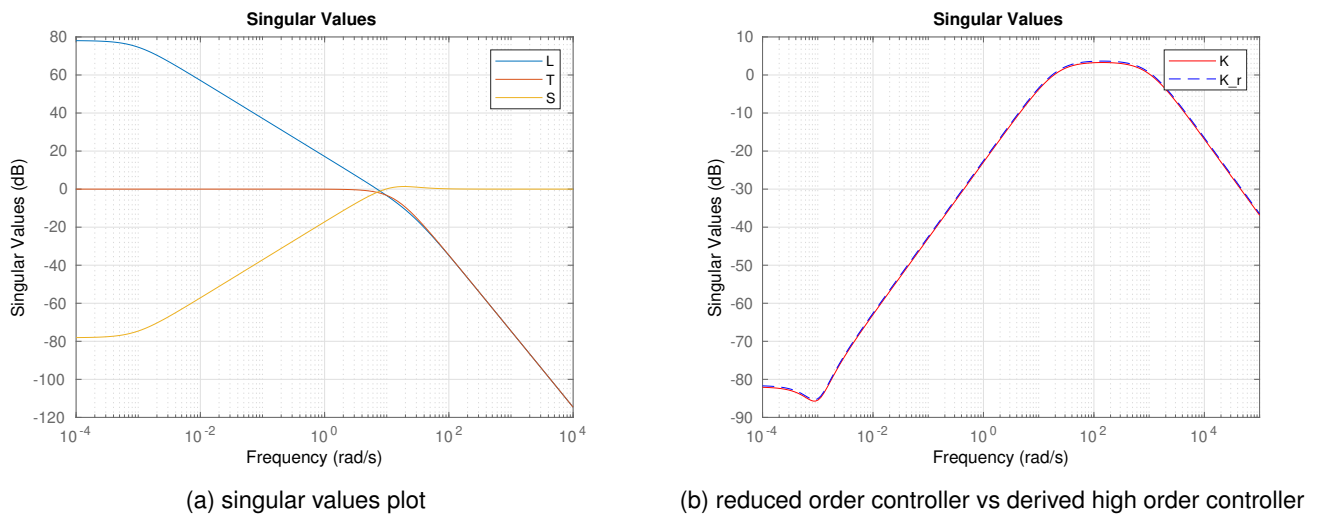 Singular Values
80
60
40
20
0
-20
-40
-60
-80
-100
-120
Singular Values (dB)
10^-4
10^-2
10^0
10^2
10^4
Frequency (rad/s)
L
T
S
(a) singular values plot
Singular Values
10
0
-10
-20
-30
-40
-50
-60
-70
-80
-90
Singular Values (dB)
10^-4
10^-2
10^0
10^2
10^4
Frequency (rad/s)
K
K_r
(b) reduced order controller vs derived high order controller